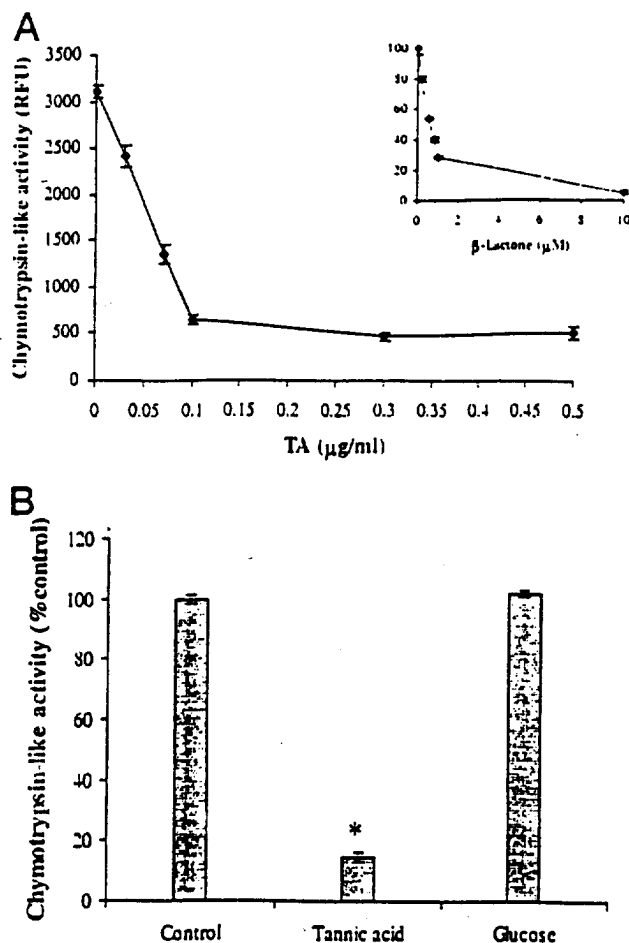 A
Chymotrypsin-like activity (RFU)
3500
3000
2500
2000
1500
1000
500
0
0 0.05 0.1 0.15 0.2 0.25 0.3 0.35 0.4 0.45 0.5
TA (µg/ml)
100
80
60
40
20
0
0 2 4 6 8 10
β-Lactone (µM)
B
Chymotrypsin-like activity (%control)
120
100
80
60
40
20
0
*
Control Tannic acid Glucose